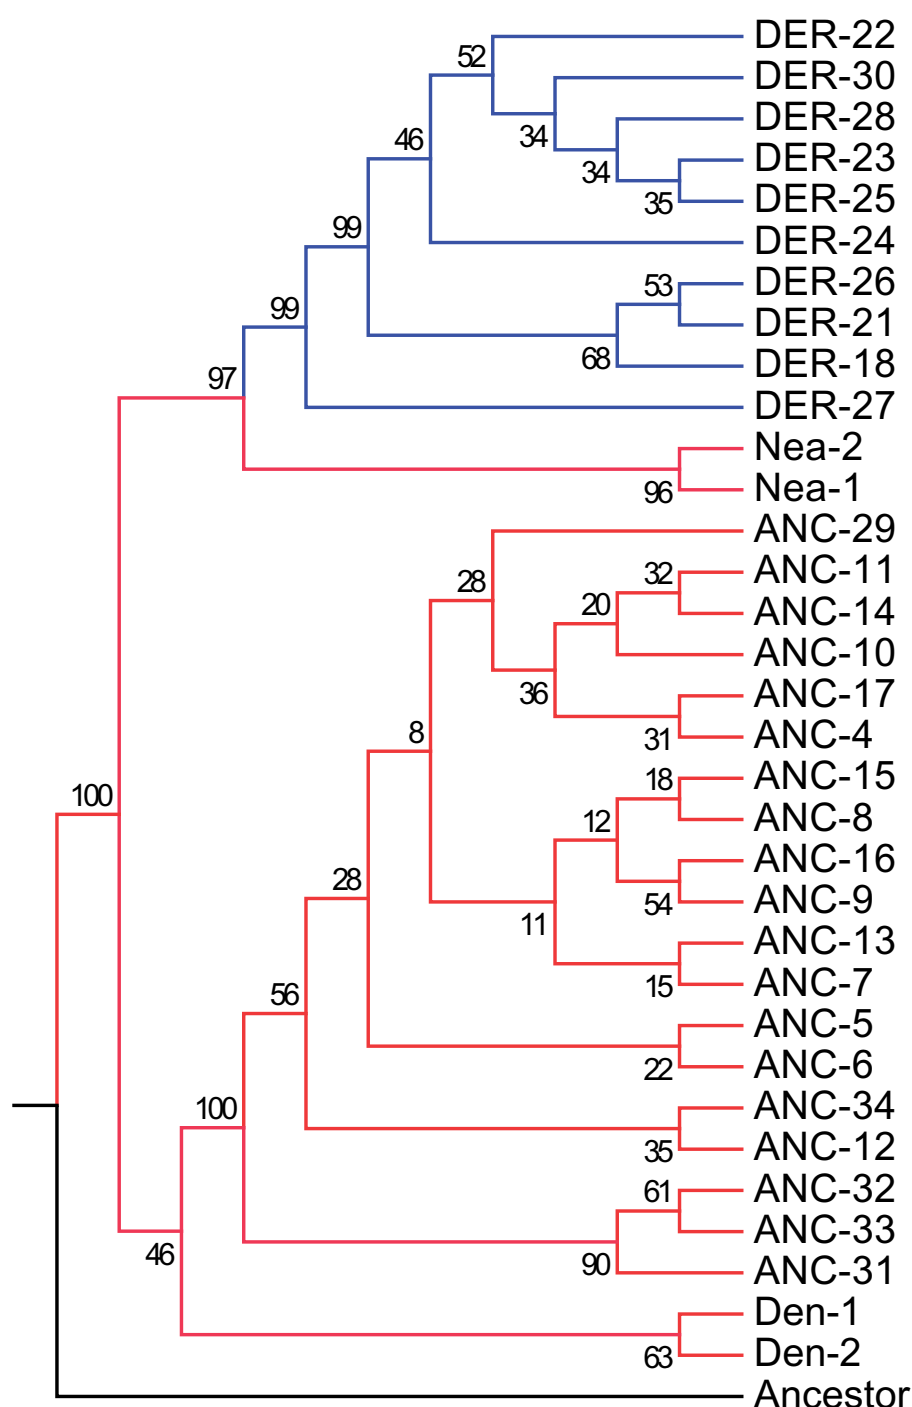 DER-22
52
DER-30
DER-28
34
46
DER-23
34
DER-25
35
99
DER-24
53
DER-26
99
DER-21
68
DER-18
97
DER-27
Nea-2
96
Nea-1
ANC-29
28
32
ANC-11
20
ANC-14
ANC-10
36
ANC-17
8
31
ANC-4
18
ANC-15
100
12
ANC-8
ANC-16
28
54
ANC-9
11
ANC-13
56
15
ANC-7
ANC-5
22
ANC-6
100
ANC-34
35
ANC-12
61
ANC-32
46
ANC-33
90
ANC-31
Den-1
63
Den-2
Ancestor